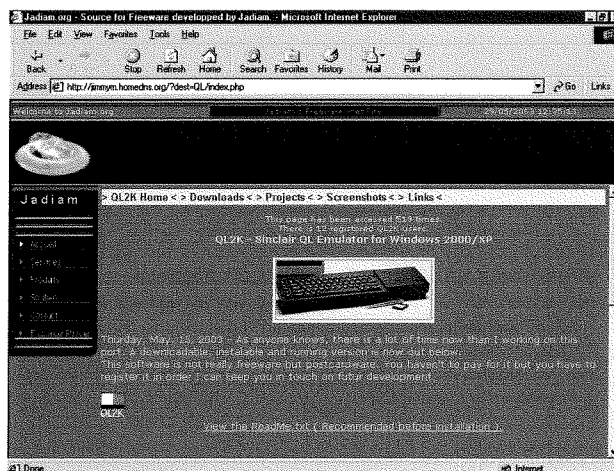 Jadiam.org - Source for Freeware developped by Jadiam. - Microsoft Internet Explorer
File Edit View Favorites Tools Help
Back Stop Refresh Home Search Favorites History Mail Print
Address http://jimmym.homedns.org/?dest=QL/index.php Go Links
Welcome to Jadiam.org
Jadiam
> QL2K Home < > Downloads < > Projects < > Screenshots < > Links <
This page has been accessed 519 times
There is 12 registered QL2K users
QL2K - Sinclair QL Emulator for Windows 2000/XP
Accueil
Services
Produits
Soutien
Contact
Thursday, May, 15, 2003 - As anyone knows, there is a lot of time now than I working on this
port. A downloadable, instalable and running version is now out below.
This software is not really freeware but postcardware. You haven't to pay for it but you have to
register it in order I can keep you in touch on futur development.
QL2K
View the ReadMe.txt ( Recommended before installation ).
Done
Internet